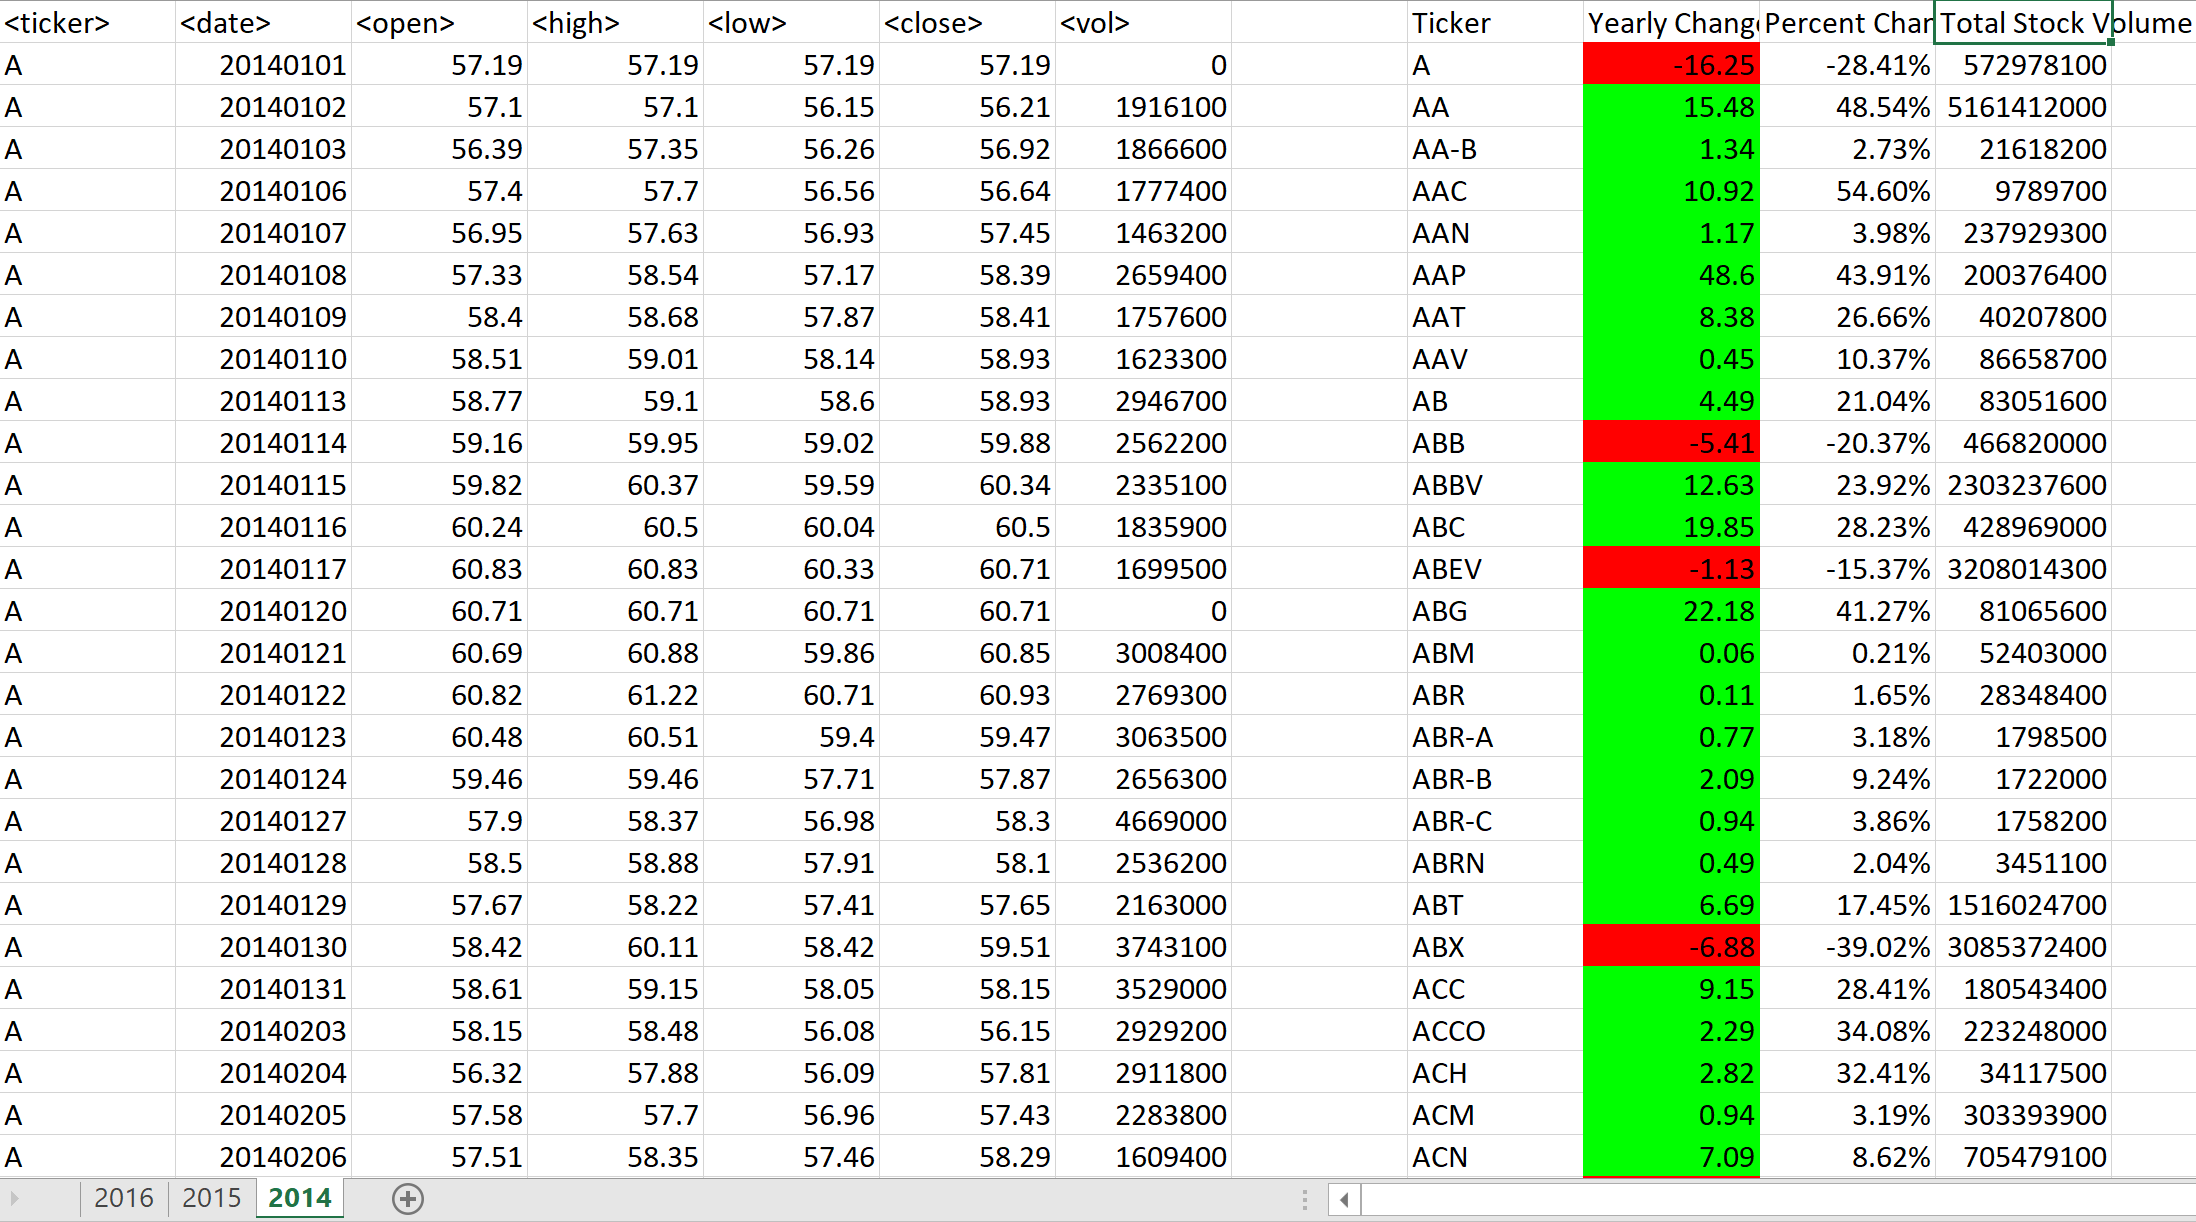 <ticker> <date> <open> <high> <low> <close> <vol> Ticker Yearly Change Percent Chan Total Stock Volume
A 20140101 57.19 57.19 57.19 57.19 0 A -16.25 -28.41% 572978100
A 20140102 57.1 57.1 56.15 56.21 1916100 AA 15.48 48.54% 5161412000
A 20140103 56.39 57.35 56.26 56.92 1866600 AA-B 1.34 2.73% 21618200
A 20140106 57.4 57.7 56.56 56.64 1777400 AAC 10.92 54.60% 9789700
A 20140107 56.95 57.63 56.93 57.45 1463200 AAN 1.17 3.98% 237929300
A 20140108 57.33 58.54 57.17 58.39 2659400 AAP 48.6 43.91% 200376400
A 20140109 58.4 58.68 57.87 58.41 1757600 AAT 8.38 26.66% 40207800
A 20140110 58.51 59.01 58.14 58.93 1623300 AAV 0.45 10.37% 86658700
A 20140113 58.77 59.1 58.6 58.93 2946700 AB 4.49 21.04% 83051600
A 20140114 59.16 59.95 59.02 59.88 2562200 ABB -5.41 -20.37% 466820000
A 20140115 59.82 60.37 59.59 60.34 2335100 ABBV 12.63 23.92% 2303237600
A 20140116 60.24 60.5 60.04 60.5 1835900 ABC 19.85 28.23% 428969000
A 20140117 60.83 60.83 60.33 60.71 1699500 ABEV -1.13 -15.37% 3208014300
A 20140120 60.71 60.71 60.71 60.71 0 ABG 22.18 41.27% 81065600
A 20140121 60.69 60.88 59.86 60.85 3008400 ABM 0.06 0.21% 52403000
A 20140122 60.82 61.22 60.71 60.93 2769300 ABR 0.11 1.65% 28348400
A 20140123 60.48 60.51 59.4 59.47 3063500 ABR-A 0.77 3.18% 1798500
A 20140124 59.46 59.46 57.71 57.87 2656300 ABR-B 2.09 9.24% 1722000
A 20140127 57.9 58.37 56.98 58.3 4669000 ABR-C 0.94 3.86% 1758200
A 20140128 58.5 58.88 57.91 58.1 2536200 ABRN 0.49 2.04% 3451100
A 20140129 57.67 58.22 57.41 57.65 2163000 ABT 6.69 17.45% 1516024700
A 20140130 58.42 60.11 58.42 59.51 3743100 ABX -6.88 -39.02% 3085372400
A 20140131 58.61 59.15 58.05 58.15 3529000 ACC 9.15 28.41% 180543400
A 20140203 58.15 58.48 56.08 56.15 2929200 ACCO 2.29 34.08% 223248000
A 20140204 56.32 57.88 56.09 57.81 2911800 ACH 2.82 32.41% 34117500
A 20140205 57.58 57.7 56.96 57.43 2283800 ACM 0.94 3.19% 303393900
A 20140206 57.51 58.35 57.46 58.29 1609400 ACN 7.09 8.62% 705479100
2016 2015 2014